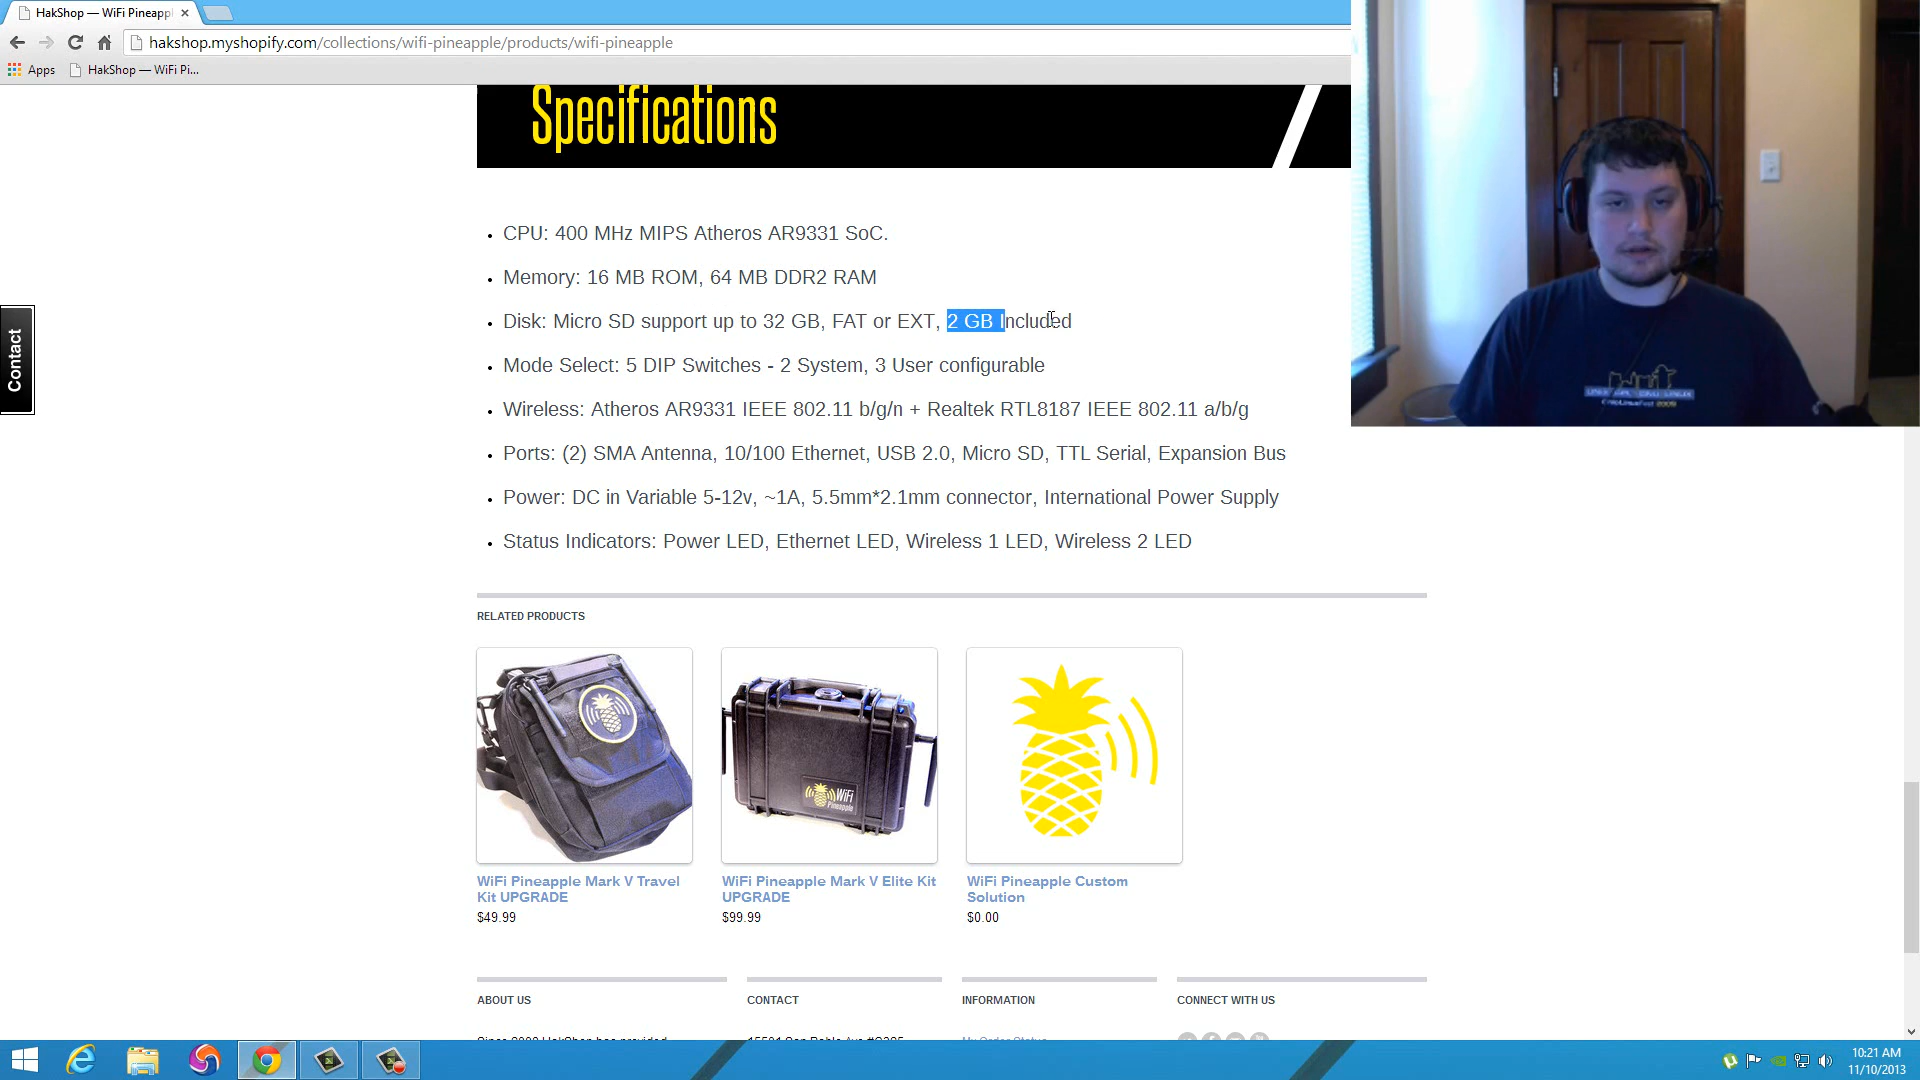 HakShop — WiFi Pineappl
hakshop.myshopify.com/collections/wifi-pineapple/products/wifi-pineapple
Apps
HakShop — WiFi Pi...
Contact
Specifications
CPU: 400 MHz MIPS Atheros AR9331 SoC.
Memory: 16 MB ROM, 64 MB DDR2 RAM
Disk: Micro SD support up to 32 GB, FAT or EXT, 2 GB Included
Mode Select: 5 DIP Switches - 2 System, 3 User configurable
Wireless: Atheros AR9331 IEEE 802.11 b/g/n + Realtek RTL8187 IEEE 802.11 a/b/g
Ports: (2) SMA Antenna, 10/100 Ethernet, USB 2.0, Micro SD, TTL Serial, Expansion Bus
Power: DC in Variable 5-12v, ~1A, 5.5mm*2.1mm connector, International Power Supply
Status Indicators: Power LED, Ethernet LED, Wireless 1 LED, Wireless 2 LED
RELATED PRODUCTS
WiFi Pineapple
WiFi Pineapple Mark V Travel
Kit UPGRADE
$49.99
WiFi Pineapple Mark V Elite Kit
UPGRADE
$99.99
WiFi Pineapple Custom
Solution
$0.00
ABOUT US
CONTACT
INFORMATION
CONNECT WITH US
10:21 AM
11/10/2013